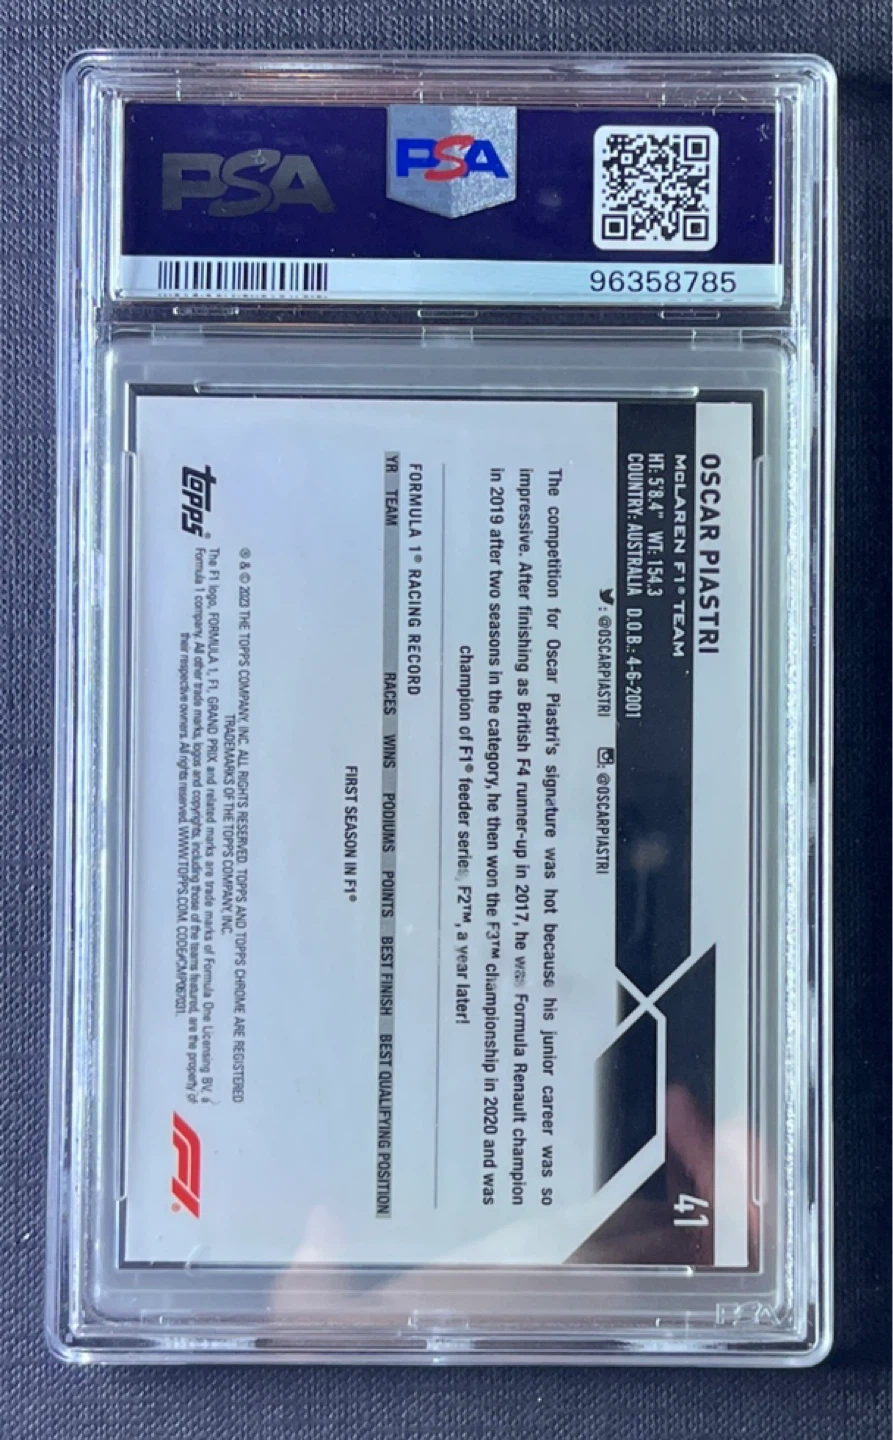 PSA
PSA
96358785
OSCAR PIASTRI
41
McLAREN F1® TEAM
HT: 5'8.4" WT: 154.3
COUNTRY: AUSTRALIA D.O.B.: 4-6-2001
: @OSCARPIASTRI : @OSCARPIASTRI
The competition for Oscar Piastri's signature was hot because his junior career was so
impressive. After finishing as British F4 runner-up in 2017, he was Formula Renault champion
in 2019 after two seasons in the category, he then won the F3™ championship in 2020 and was
champion of F1® feeder series, F2™, a year later!
FORMULA 1® RACING RECORD
YR TEAM RACES WINS PODIUMS POINTS BEST FINISH BEST QUALIFYING POSITION
FIRST SEASON IN F1®
topps®
® & © 2023 THE TOPPS COMPANY, INC. ALL RIGHTS RESERVED. TOPPS AND TOPPS CHROME ARE REGISTERED
TRADEMARKS OF THE TOPPS COMPANY, INC.
The F1 logo, FORMULA 1, F1, GRAND PRIX and related marks are trade marks of Formula One Licensing BV, a
Formula 1 company. All other trade marks, logos and copyrights, including those of the teams featured, are the property of
their respective owners. All rights reserved. WWW.TOPPS.COM. CODE#CMP067031.
F1®
PSA